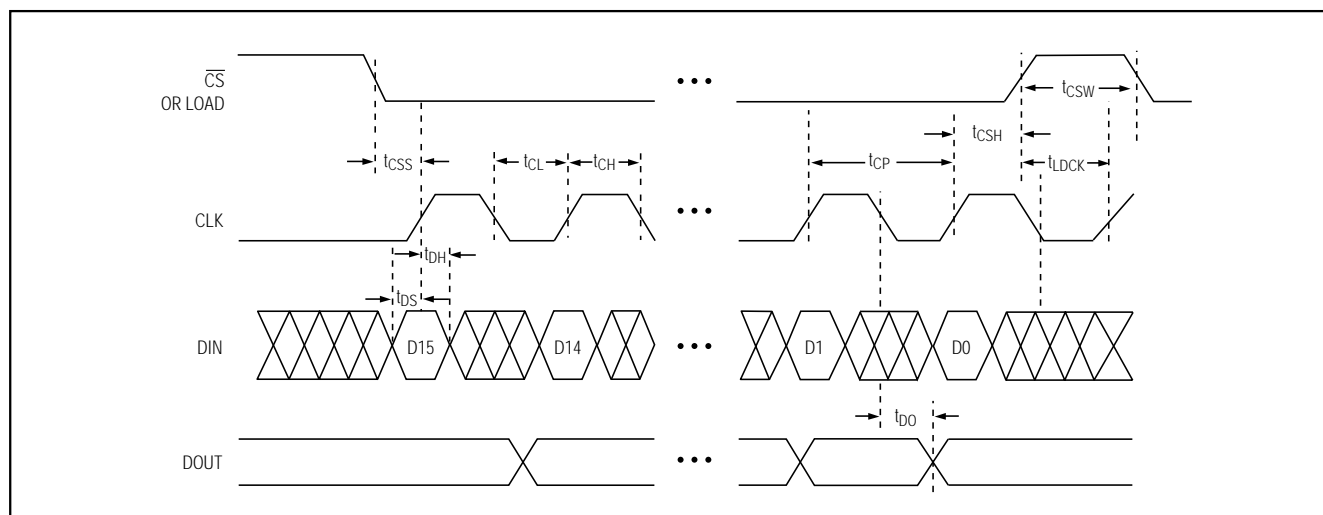 CS
OR LOAD
•••
tCSW
tCSH
tCSS
tCL
tCH
tCP
tLDCK
CLK
•••
tDH
tDS
DIN
D15
D14
•••
D1
D0
tDO
DOUT
•••